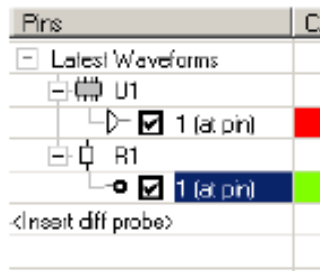 Pins C
Latest Waveforms
U1
1 (at pin)
R1
1 (at pin)
<Insert diff probe>